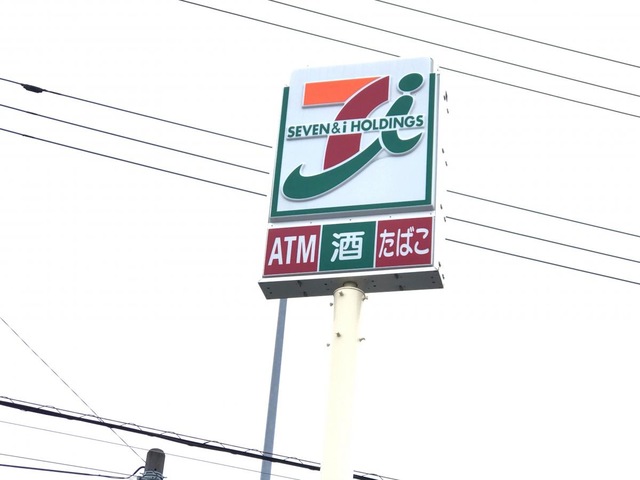 SEVEN & i HOLDINGS
ATM 酒 たばこ